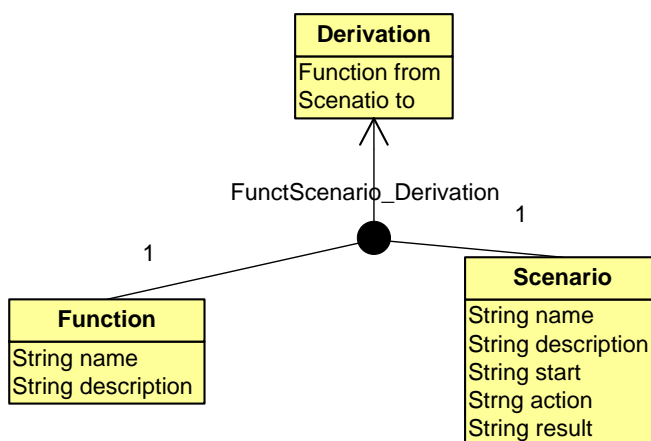 Derivation
Function from
Scenatio to
FunctScenario_Derivation
1
1
Function
String name
String description
Scenario
String name
String description
String start
Strng action
String result